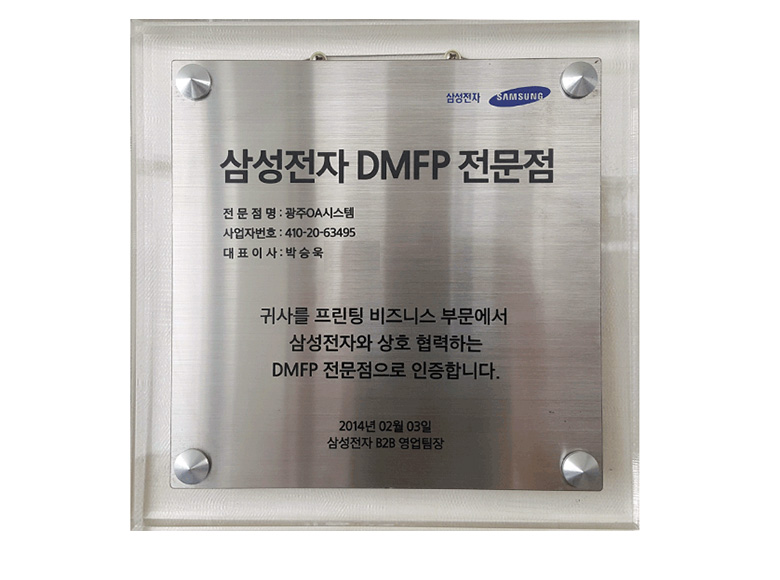 삼성전자 SAMSUNG
삼성전자 DMFP 전문점
전 문 점 명 : 광주OA시스템
사업자번호 : 410-20-63495
대 표 이 사 : 박 승 욱
귀사를 프린팅 비즈니스 부문에서
삼성전자와 상호 협력하는
DMFP 전문점으로 인증합니다.
2014년 02월 03일
삼성전자 B2B 영업팀장